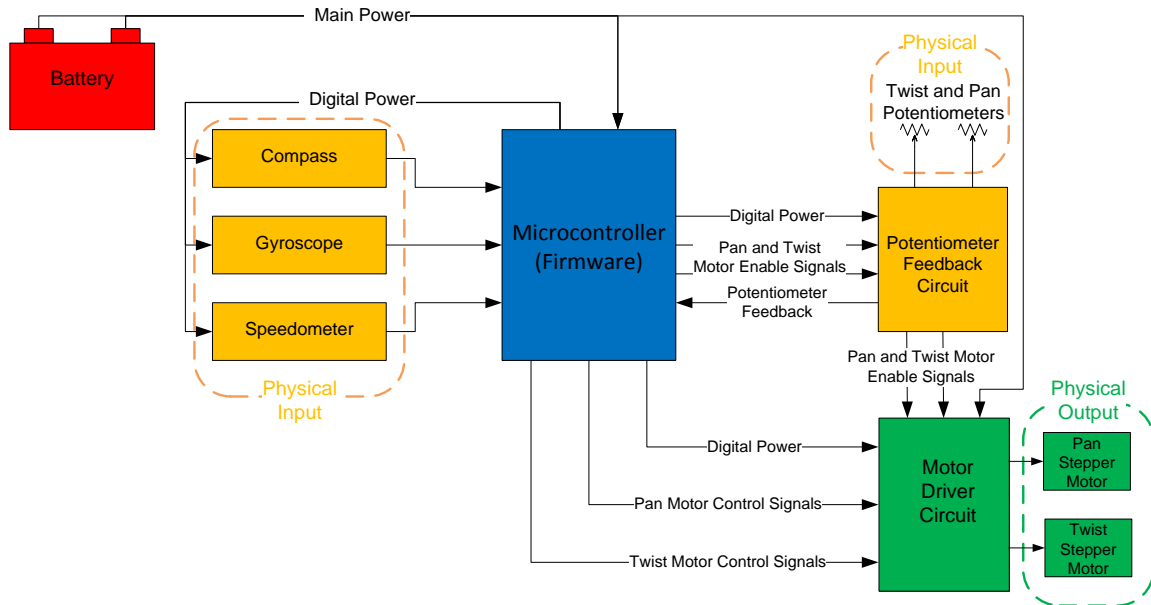 Main Power
Battery
Digital Power
Compass
Gyroscope
Speedometer
Physical
Input
Microcontroller
(Firmware)
Physical
Input
Twist and Pan
Potentiometers
Digital Power
Pan and Twist
Motor Enable Signals
Potentiometer
Feedback
Potentiometer
Feedback
Circuit
Pan and Twist Motor
Enable Signals
Digital Power
Pan Motor Control Signals
Twist Motor Control Signals
Motor
Driver
Circuit
Physical
Output
Pan
Stepper
Motor
Twist
Stepper
Motor